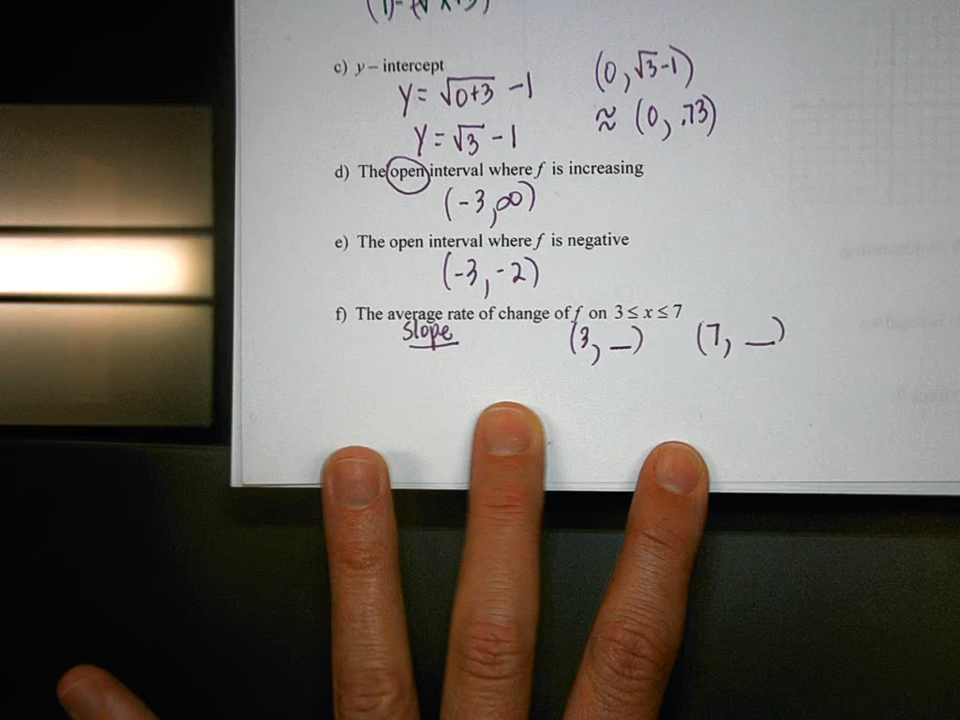 c) y – intercept
y = √0+3 -1 (0, √3-1)
y = √3 - 1 ≈ (0, .73)
d) The open interval where f is increasing
(-3, ∞)
e) The open interval where f is negative
(-3, -2)
f) The average rate of change of f on 3 ≤ x ≤ 7
slope (3, _) (7, _)